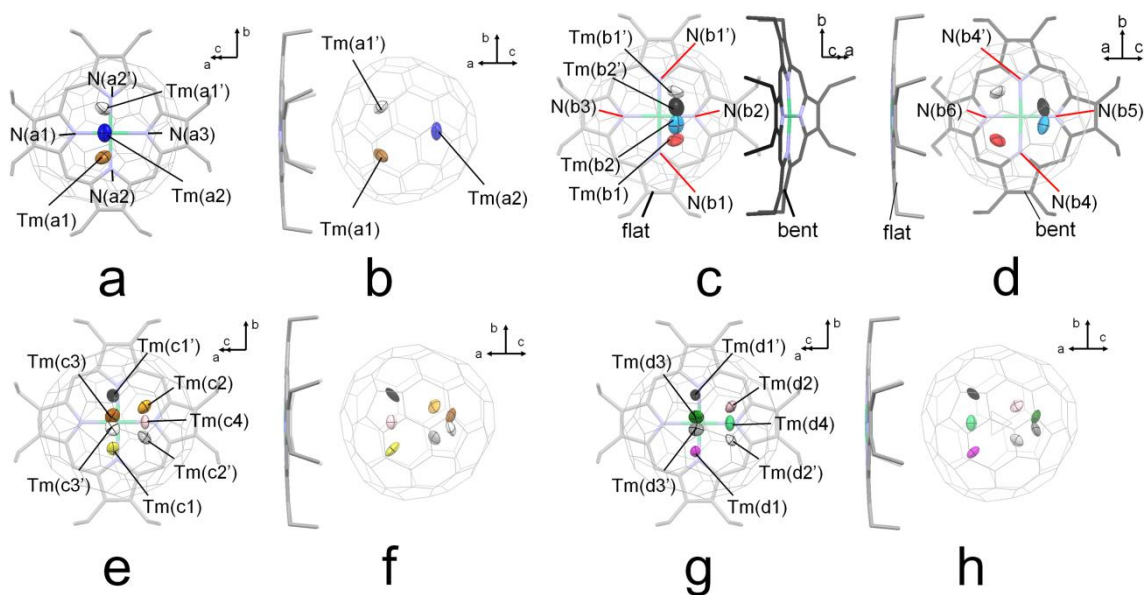 b
c
a
N(a2')
Tm(a1')
N(a1)
N(a3)
Tm(a1)
N(a2)
Tm(a2)
a
b
a
c
Tm(a1')
Tm(a2)
Tm(a1)
b
b
c
a
Tm(b1')
N(b1')
Tm(b2')
N(b3)
N(b2)
Tm(b2)
Tm(b1)
N(b1)
flat
bent
c
b
a
c
N(b4')
N(b6)
N(b5)
N(b4)
flat
bent
d
b
c
a
Tm(c3)
Tm(c1')
Tm(c2)
Tm(c4)
Tm(c2')
Tm(c3')
Tm(c1)
e
b
a
c
f
b
c
a
Tm(d3)
Tm(d1')
Tm(d2)
Tm(d4)
Tm(d2')
Tm(d3')
Tm(d1)
g
b
a
c
h